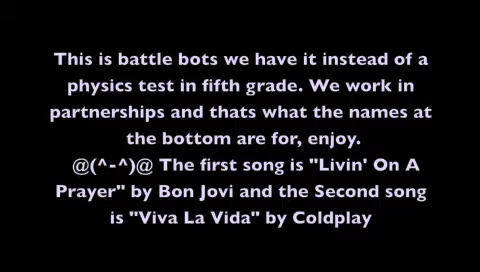 This is battle bots we have it instead of a
physics test in fifth grade. We work in
partnerships and thats what the names at
the bottom are for, enjoy.
@(^-^)@ The first song is "Livin' On A
Prayer" by Bon Jovi and the Second song
is "Viva La Vida" by Coldplay